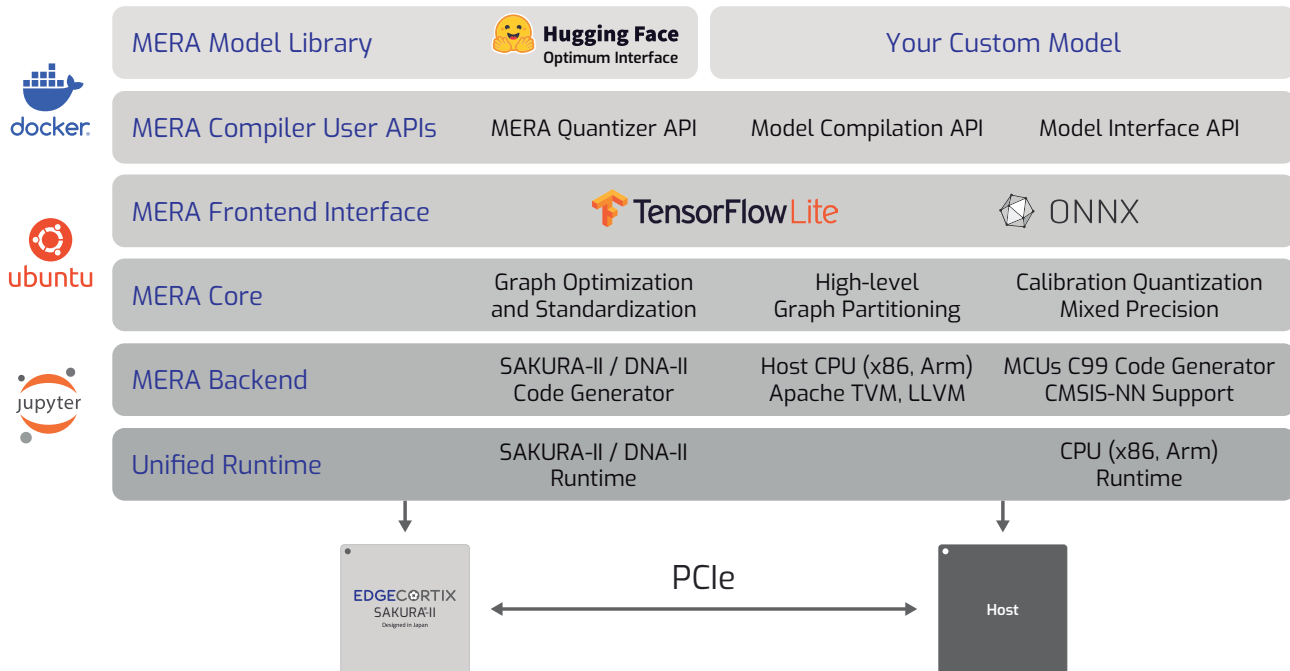 MERA Model Library
Hugging Face
Optimum Interface
Your Custom Model
docker
MERA Compiler User APIs
MERA Quantizer API
Model Compilation API
Model Interface API
MERA Frontend Interface
TensorFlow Lite
ONNX
ubuntu
MERA Core
Graph Optimization
and Standardization
High-level
Graph Partitioning
Calibration Quantization
Mixed Precision
MERA Backend
SAKURA-II / DNA-II
Code Generator
Host CPU (x86, Arm)
Apache TVM, LLVM
MCUs C99 Code Generator
CMSIS-NN Support
jupyter
Unified Runtime
SAKURA-II / DNA-II
Runtime
CPU (x86, Arm)
Runtime
EDGECORTIX
SAKURA-II
Designed in Japan
PCIe
Host